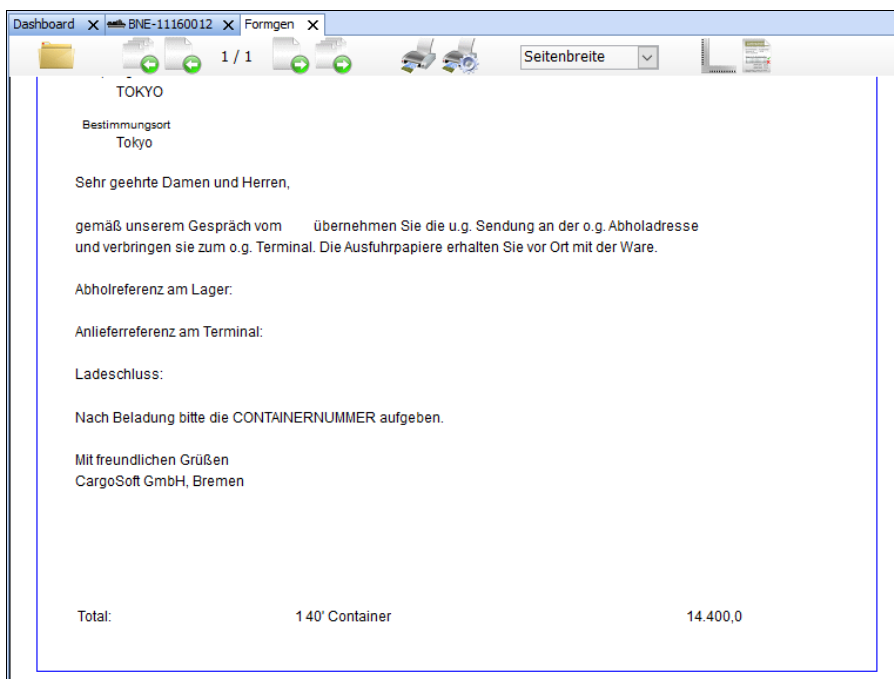 Dashboard BNE-11160012 Formgen
1 / 1 Seitenbreite
TOKYO
Bestimmungsort
Tokyo
Sehr geehrte Damen und Herren,
gemäß unserem Gespräch vom übernehmen Sie die u.g. Sendung an der o.g. Abholadresse
und verbringen sie zum o.g. Terminal. Die Ausfuhrpapiere erhalten Sie vor Ort mit der Ware.
Abholreferenz am Lager:
Anlieferreferenz am Terminal:
Ladeschluss:
Nach Beladung bitte die CONTAINERNUMMER aufgeben.
Mit freundlichen Grüßen
CargoSoft GmbH, Bremen
Total: 1 40' Container 14.400,0